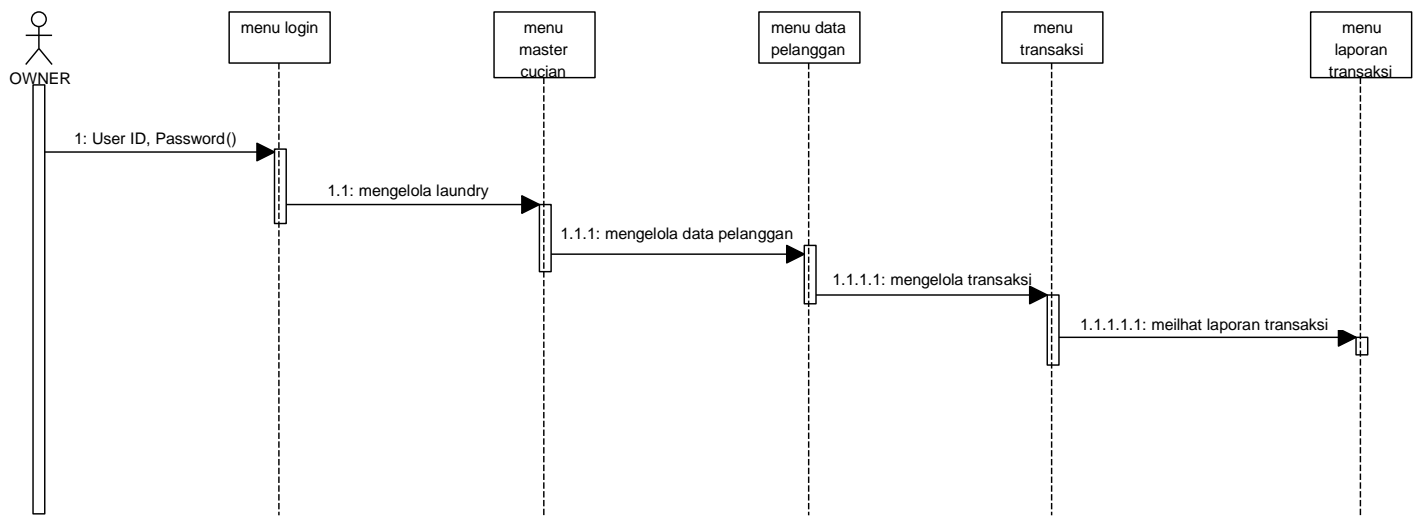 OWNER
menu login
menu
master
cucian
menu data
pelanggan
menu
transaksi
menu
laporan
transaksi
1: User ID, Password()
1.1: mengelola laundry
1.1.1: mengelola data pelanggan
1.1.1.1: mengelola transaksi
1.1.1.1.1: meilhat laporan transaksi